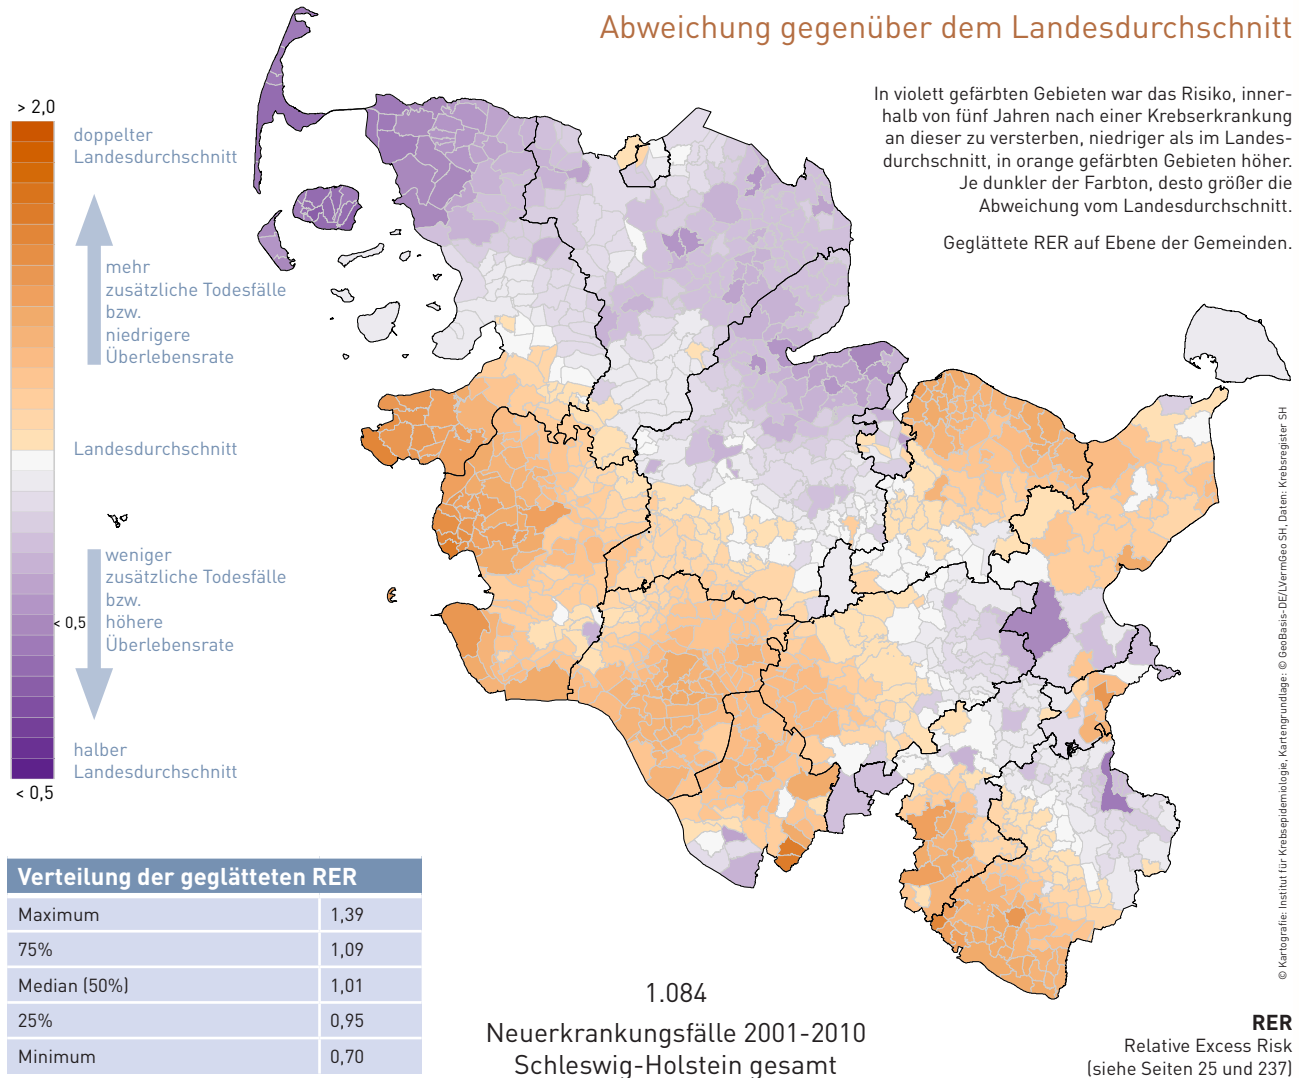 Abweichung gegenüber dem Landesdurchschnitt
In violett gefärbten Gebieten war das Risiko, inner-
halb von fünf Jahren nach einer Krebserkrankung
an dieser zu versterben, niedriger als im Landes-
durchschnitt, in orange gefärbten Gebieten höher.
Je dunkler der Farbton, desto größer die
Abweichung vom Landesdurchschnitt.
Geglättete RER auf Ebene der Gemeinden.
> 2,0
doppelter
Landesdurchschnitt
mehr
zusätzliche Todesfälle
bzw.
niedrigere
Überlebensrate
Landesdurchschnitt
weniger
zusätzliche Todesfälle
bzw.
höhere
Überlebensrate
< 0,5
halber
Landesdurchschnitt
< 0,5
Verteilung der geglätteten RER
Maximum 1,39
75% 1,09
Median (50%) 1,01
25% 0,95
Minimum 0,70
1.084
Neuerkrankungsfälle 2001-2010
Schleswig-Holstein gesamt
RER
Relative Excess Risk
(siehe Seiten 25 und 237)
© Kartografie: Institut für Krebsepidemiologie, Kartengrundlage: © GeoBasis-DE/LVermGeo SH, Daten: Krebsregister SH